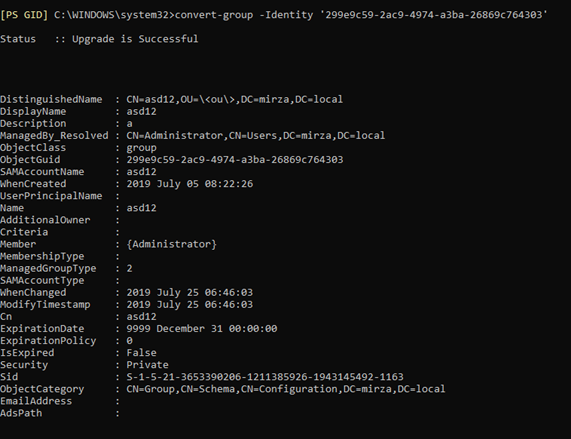 [PS GID] C:\WINDOWS\system32>convert-group -Identity '299e9c59-2ac9-4974-a3ba-26869c764303'
Status   :: Upgrade is Successful
DistinguishedName  : CN=asd12,OU=\<ou\>,DC=mirza,DC=local
DisplayName        : asd12
Description        : a
ManagedBy_Resolved : CN=Administrator,CN=Users,DC=mirza,DC=local
ObjectClass        : group
ObjectGuid         : 299e9c59-2ac9-4974-a3ba-26869c764303
SAMAccountName     : asd12
WhenCreated        : 2019 July 05 08:22:26
UserPrincipalName  :
Name               : asd12
AdditionalOwner    :
Criteria           :
Member             : {Administrator}
MembershipType     :
ManagedGroupType   : 2
SAMAccountType     :
WhenChanged        : 2019 July 25 06:46:03
ModifyTimestamp    : 2019 July 25 06:46:03
Cn                 : asd12
ExpirationDate     : 9999 December 31 00:00:00
ExpirationPolicy   : 0
IsExpired          : False
Security           : Private
Sid                : S-1-5-21-3653390206-1211385926-1943145492-1163
ObjectCategory     : CN=Group,CN=Schema,CN=Configuration,DC=mirza,DC=local
EmailAddress       :
AdsPath            :